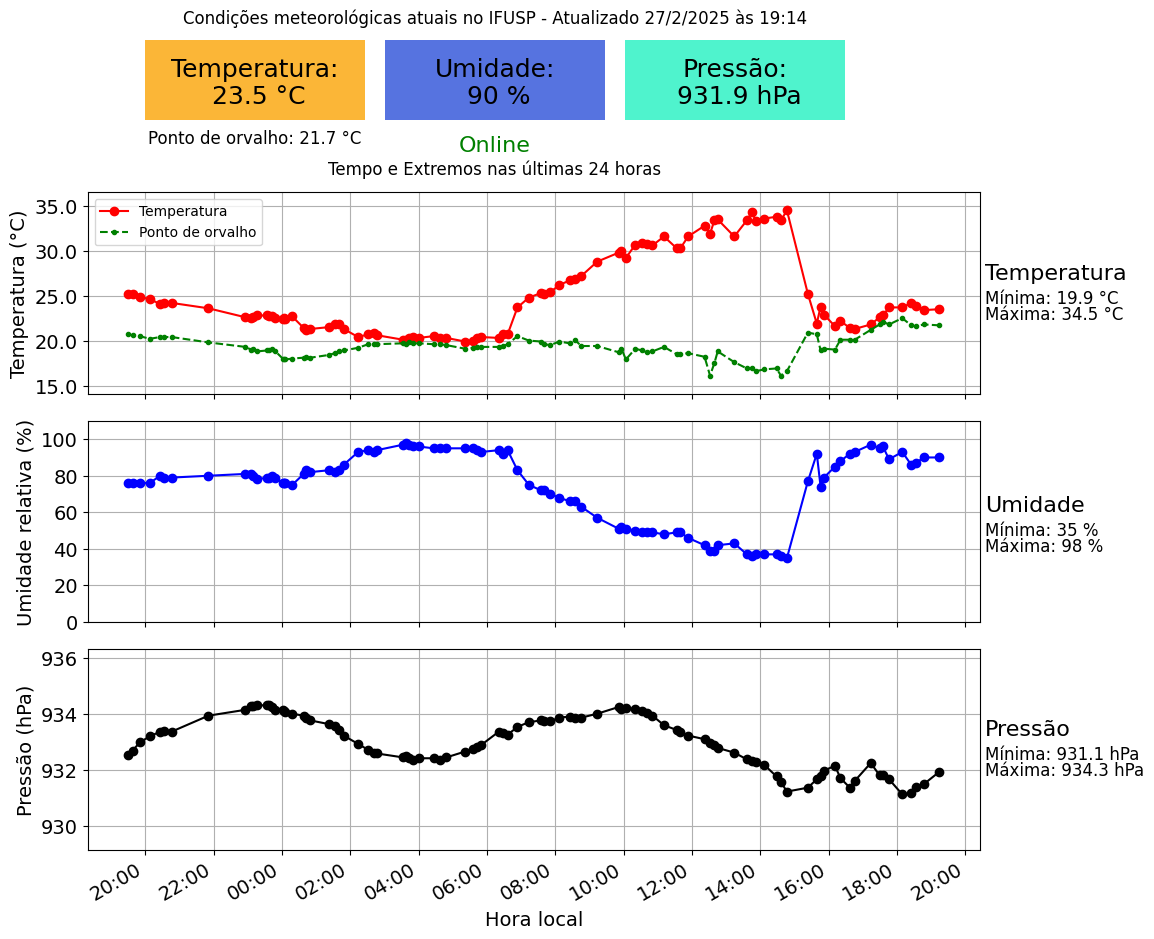 Condições meteorológicas atuais no IFUSP - Atualizado 27/2/2025 às 19:14
Temperatura:
23.5 °C
Umidade:
90 %
Pressão:
931.9 hPa
Ponto de orvalho: 21.7 °C
Online
Tempo e Extremos nas últimas 24 horas
Temperatura (°C)
35.0
30.0
25.0
20.0
15.0
Temperatura
Ponto de orvalho
Temperatura
Mínima: 19.9 °C
Máxima: 34.5 °C
Umidade relativa (%)
100
80
60
40
20
0
Umidade
Mínima: 35 %
Máxima: 98 %
Pressão (hPa)
936
934
932
930
Pressão
Mínima: 931.1 hPa
Máxima: 934.3 hPa
20:00 22:00 00:00 02:00 04:00 06:00 08:00 10:00 12:00 14:00 16:00 18:00 20:00
Hora local